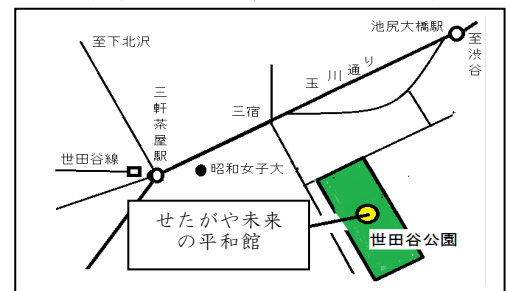 池尻大橋駅
至渋谷
至下北沢
玉川通り
三宿
三軒茶屋駅
世田谷線
昭和女子大
せたがや未来
の平和館
世田谷公園